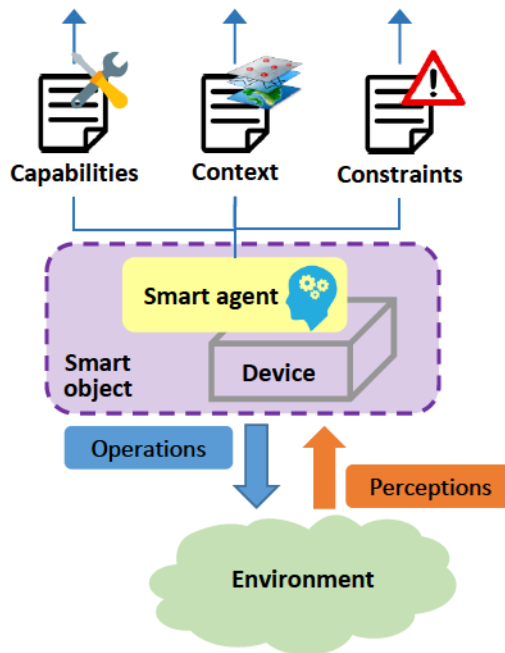 Capabilities
Context
Constraints
Smart agent
Smart
object
Device
Operations
Perceptions
Environment